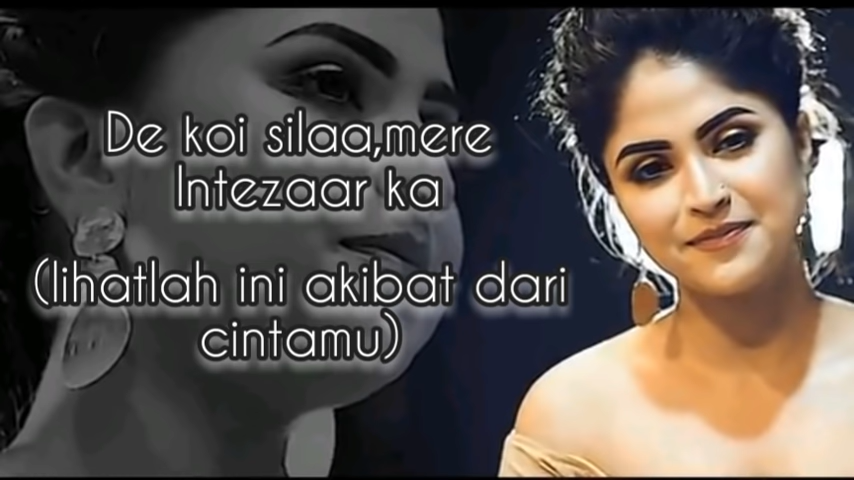 De koi silaa,mere
Intezaar ka
(lihatlah ini akibat dari
cintamu)